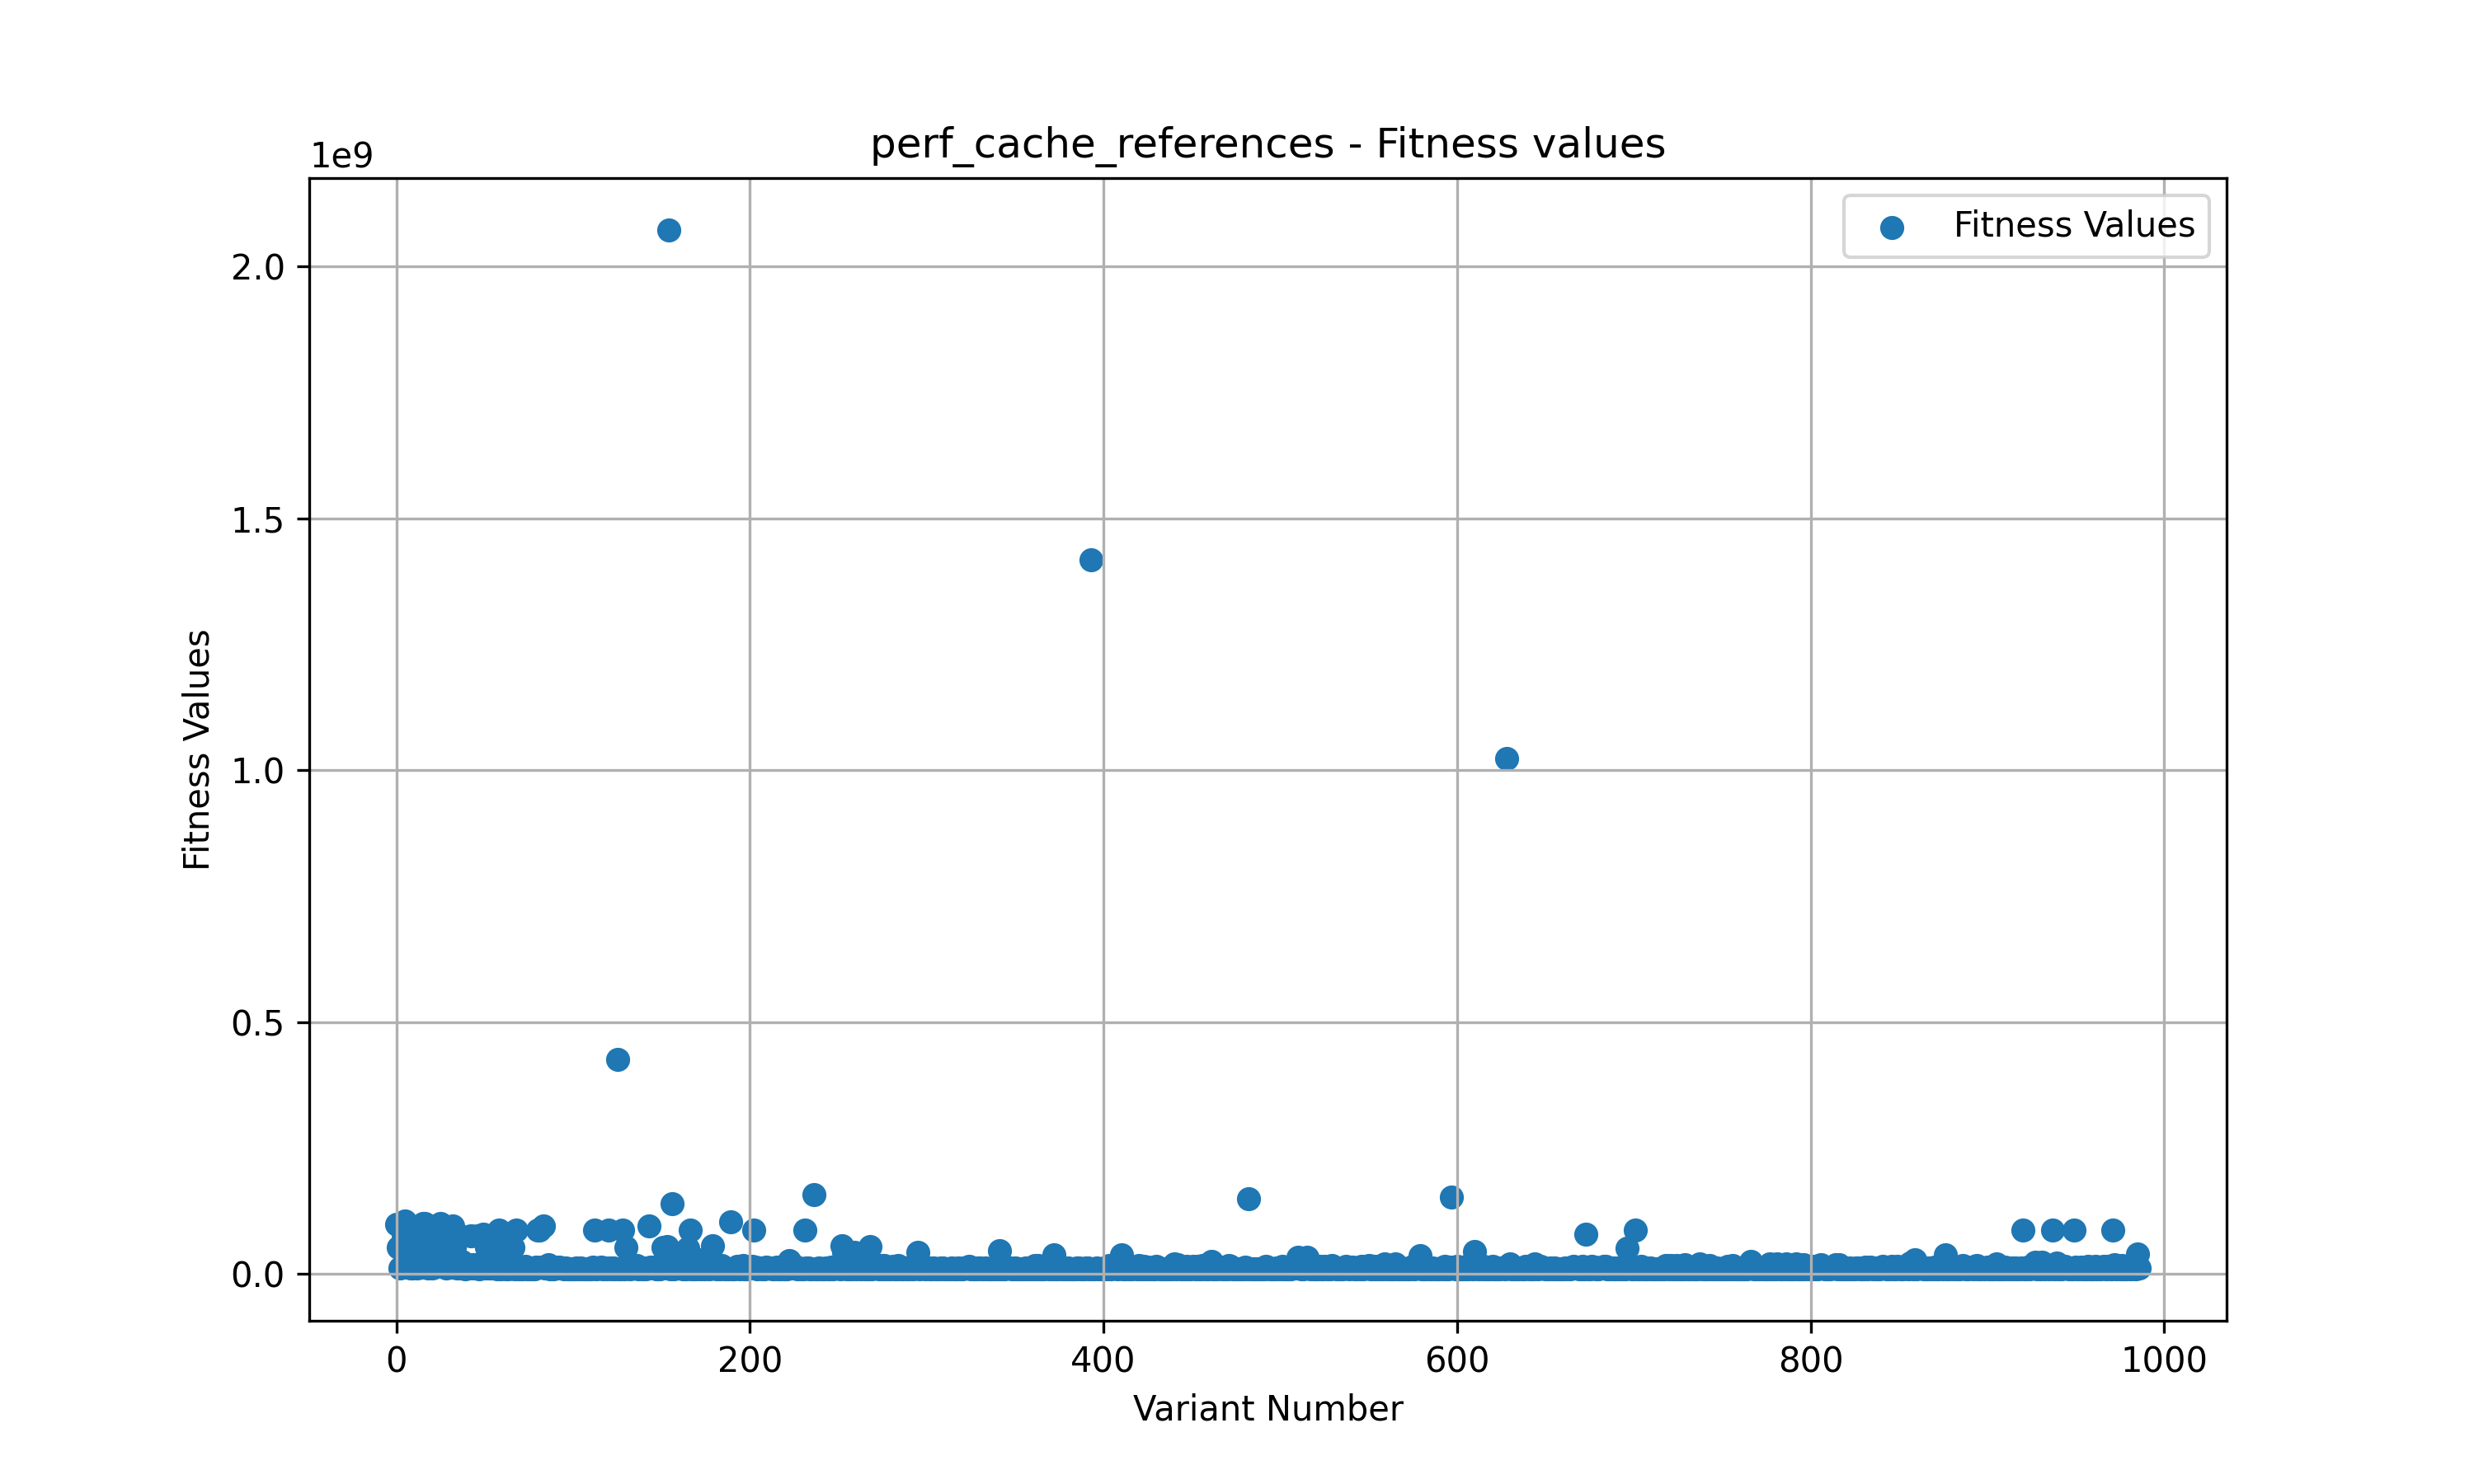 perf_cache_references - Fitness values
1e9
Fitness Values
2.0
1.5
1.0
0.5
0.0
Fitness Values
0 200 400 600 800 1000
Variant Number